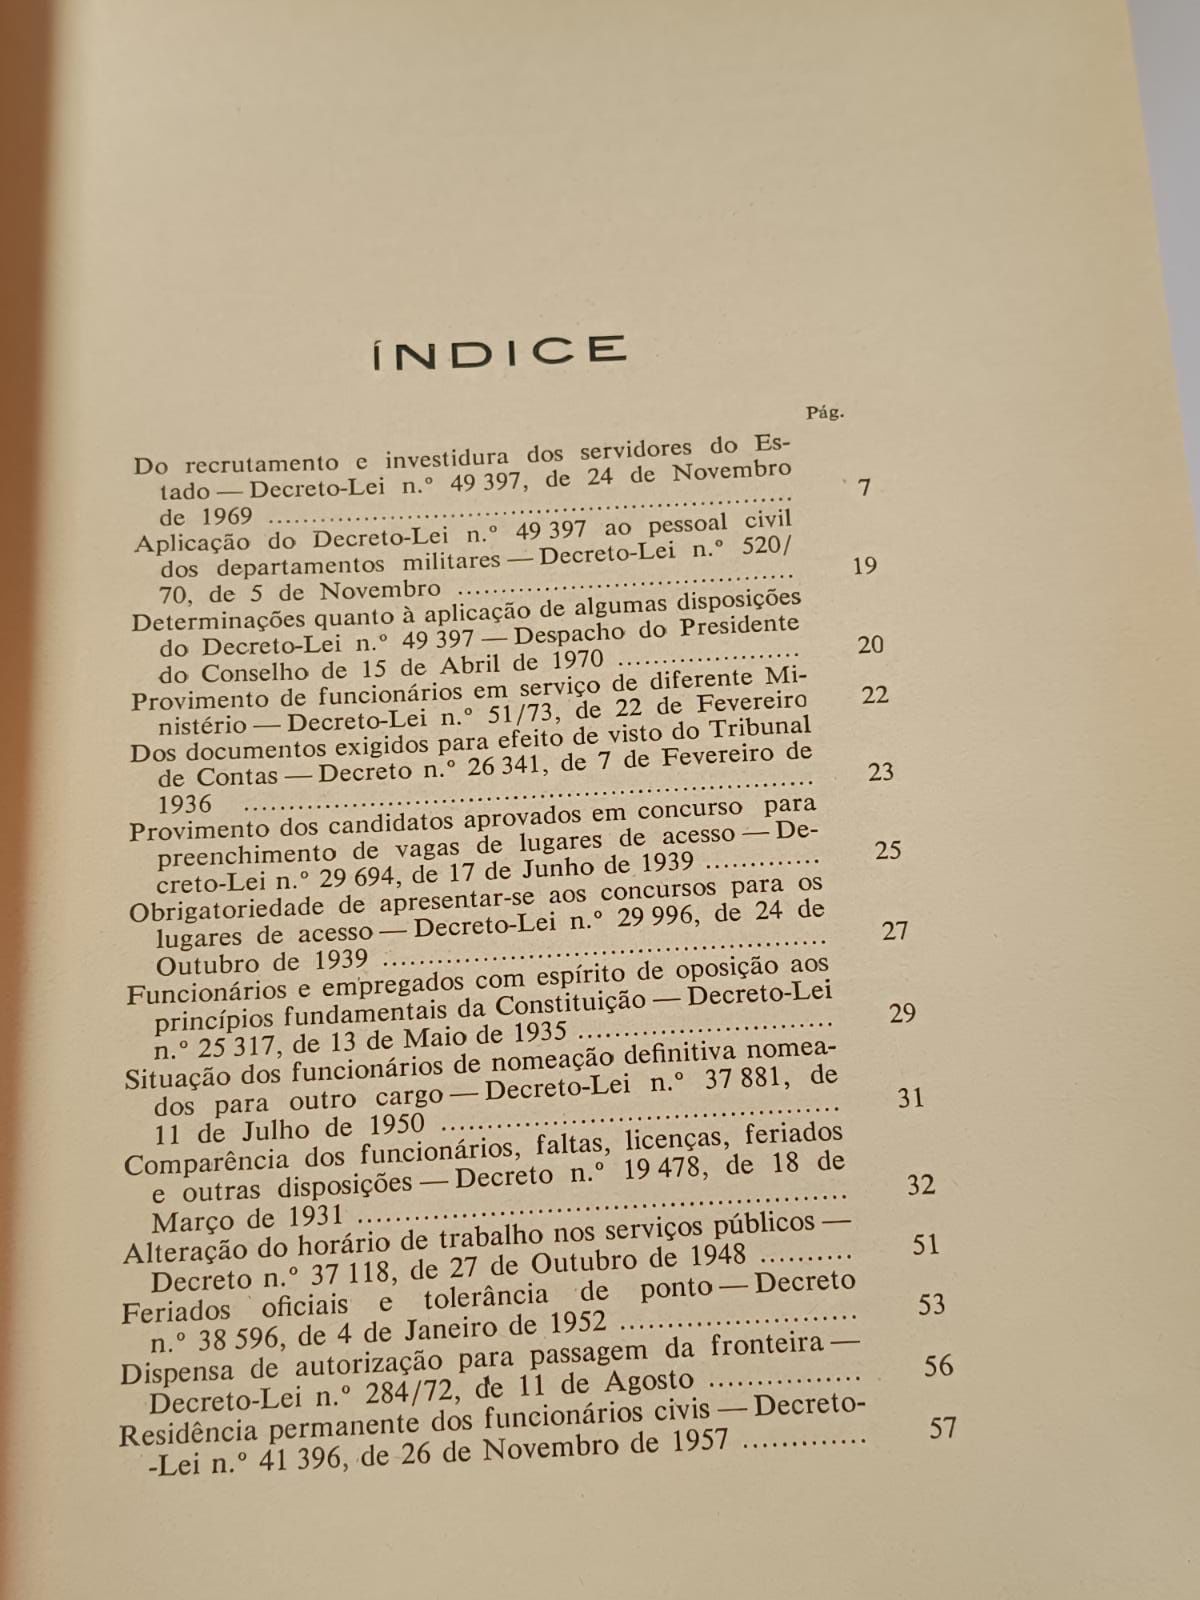 ÍNDICE
Pág.
Do recrutamento e investidura dos servidores do Es-
tado — Decreto-Lei n.º 49 397, de 24 de Novembro
de 1969 .......... 7
Aplicação do Decreto-Lei n.º 49 397 ao pessoal civil
dos departamentos militares — Decreto-Lei n.º 520/
70, de 5 de Novembro .......... 19
Determinações quanto à aplicação de algumas disposições
do Decreto-Lei n.º 49 397 — Despacho do Presidente
do Conselho de 15 de Abril de 1970 .......... 20
Provimento de funcionários em serviço de diferente Mi-
nistério — Decreto-Lei n.º 51/73, de 22 de Fevereiro 22
Dos documentos exigidos para efeito de visto do Tribunal
de Contas — Decreto n.º 26 341, de 7 de Fevereiro de
1936 .......... 23
Provimento dos candidatos aprovados em concurso para
preenchimento de vagas de lugares de acesso — De-
creto-Lei n.º 29 694, de 17 de Junho de 1939 .......... 25
Obrigatoriedade de apresentar-se aos concursos para os
lugares de acesso — Decreto-Lei n.º 29 996, de 24 de
Outubro de 1939 .......... 27
Funcionários e empregados com espírito de oposição aos
princípios fundamentais da Constituição — Decreto-Lei
n.º 25 317, de 13 de Maio de 1935 .......... 29
Situação dos funcionários de nomeação definitiva nomea-
dos para outro cargo — Decreto-Lei n.º 37 881, de
11 de Julho de 1950 .......... 31
Comparência dos funcionários, faltas, licenças, feriados
e outras disposições — Decreto n.º 19 478, de 18 de
Março de 1931 .......... 32
Alteração do horário de trabalho nos serviços públicos —
Decreto n.º 37 118, de 27 de Outubro de 1948 .......... 51
Feriados oficiais e tolerância de ponto — Decreto
n.º 38 596, de 4 de Janeiro de 1952 .......... 53
Dispensa de autorização para passagem da fronteira —
Decreto-Lei n.º 284/72, de 11 de Agosto .......... 56
Residência permanente dos funcionários civis — Decreto-
-Lei n.º 41 396, de 26 de Novembro de 1957 .......... 57